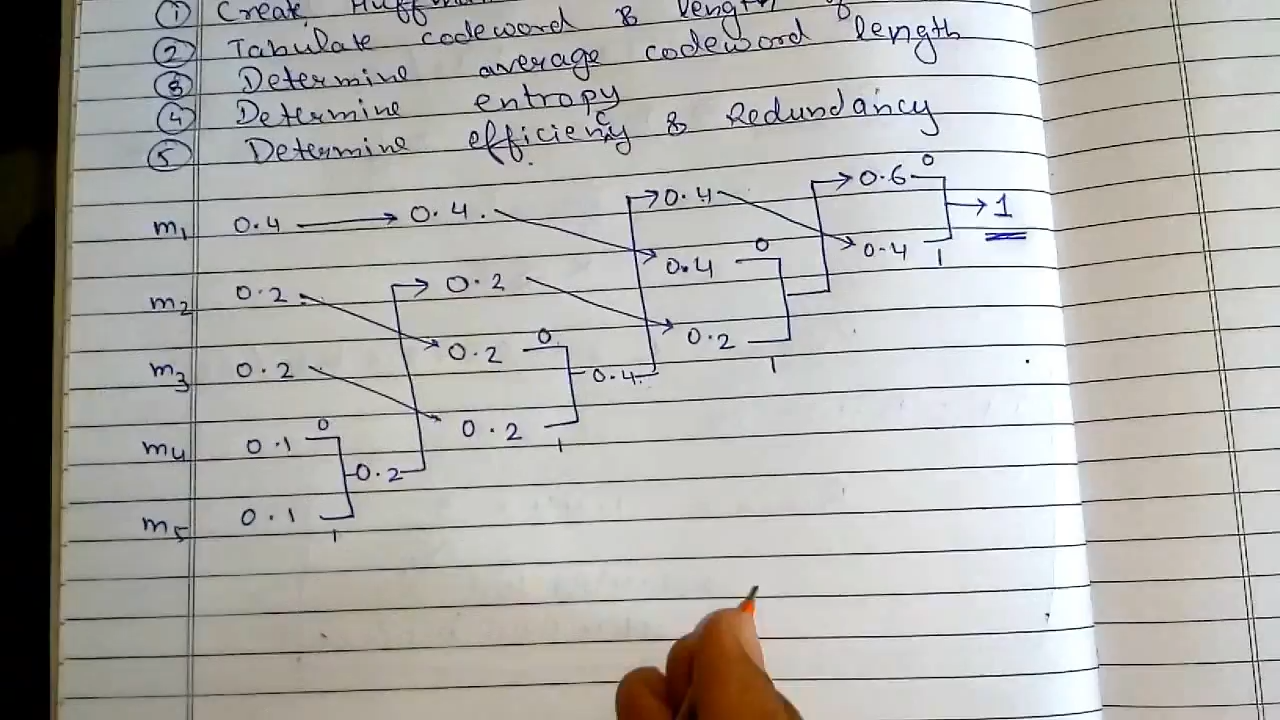 ① Create Huffman
② Tabulate codeword & length of
③ Determine average codeword length
④ Determine entropy
⑤ Determine efficiency & Redundancy
m1 0.4 0.4 0.4 0.6 0 1
0.4 0 0.4 1
m2 0.2 0.2 0.2 1
0.2 0
m3 0.2 0.2 1 0.4
m4 0.1 0 0.2
m5 0.1 1